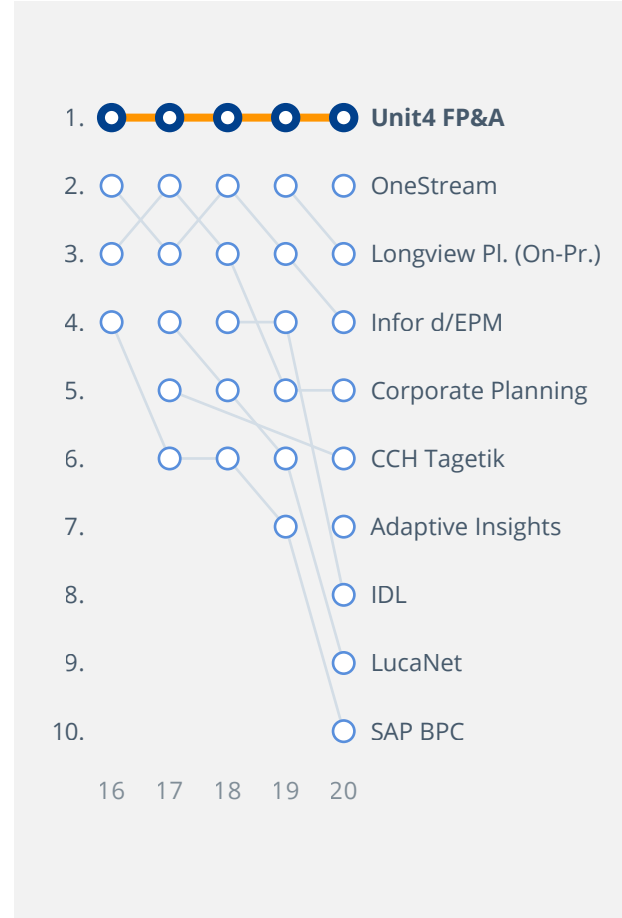 1. Unit4 FP&A
2. OneStream
3. Longview Pl. (On-Pr.)
4. Infor d/EPM
5. Corporate Planning
6. CCH Tagetik
7. Adaptive Insights
8. IDL
9. LucaNet
10. SAP BPC
16 17 18 19 20